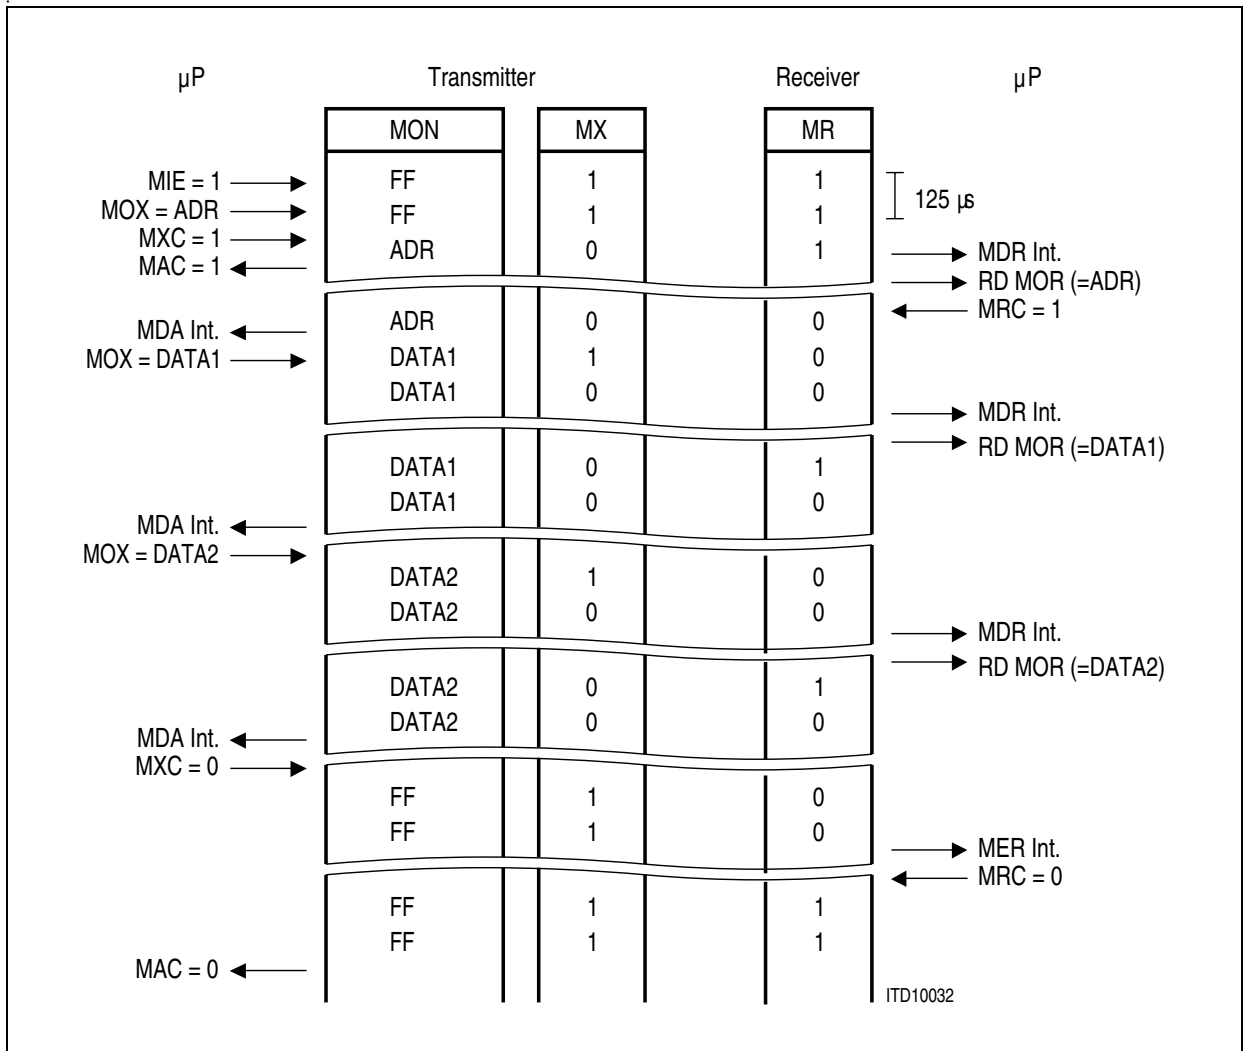 µP Transmitter Receiver µP
MON MX MR
MIE = 1 FF 1 1
125 µs
MOX = ADR FF 1 1
MXC = 1
ADR 0 1 MDR Int.
MAC = 1
RD MOR (=ADR)
MRC = 1
ADR 0 0
MDA Int.
MOX = DATA1 DATA1 1 0
DATA1 0 0
MDR Int.
RD MOR (=DATA1)
DATA1 0 1
DATA1 0 0
MDA Int.
MOX = DATA2
DATA2 1 0
DATA2 0 0
MDR Int.
RD MOR (=DATA2)
DATA2 0 1
DATA2 0 0
MDA Int.
MXC = 0
FF 1 0
FF 1 0
MER Int.
MRC = 0
FF 1 1
FF 1 1
MAC = 0
ITD10032